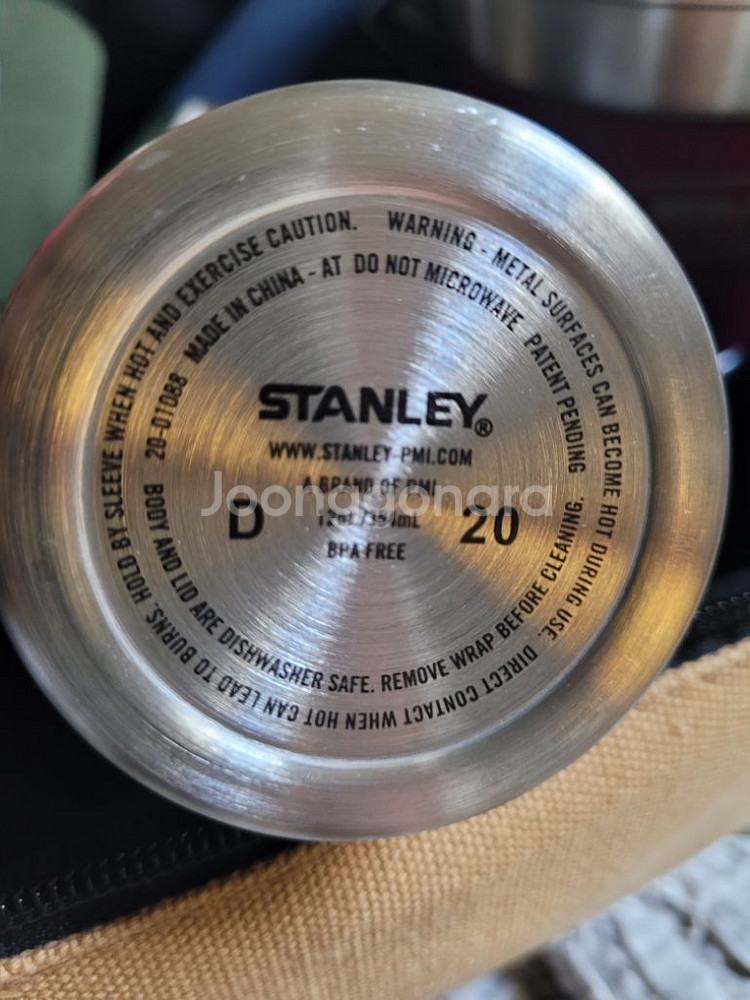 WARNING - METAL SURFACES CAN BECOME HOT DURING USE.
DIRECT CONTACT WHEN HOT CAN LEAD TO BURNS. HOLD BY SLEEVE WHEN HOT AND EXERCISE CAUTION.
DO NOT MICROWAVE PATENT PENDING
BODY AND LID ARE DISHWASHER SAFE. REMOVE WRAP BEFORE CLEANING.
20-01088 MADE IN CHINA - AT
STANLEY®
WWW.STANLEY-PMI.COM
A BRAND OF PMI
Joonggonara
D 20
BPA FREE